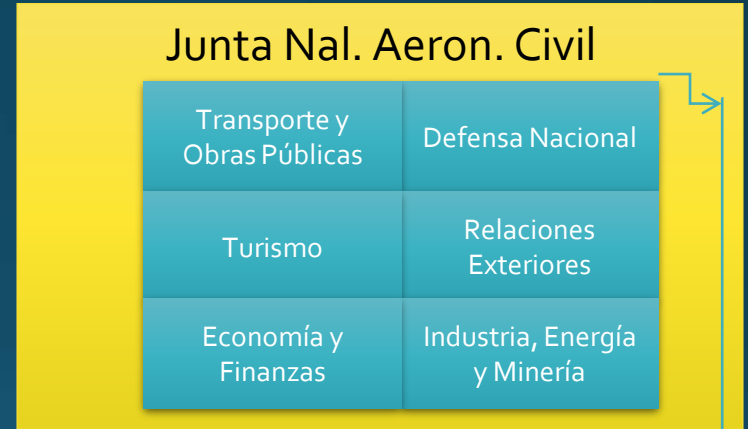 Junta Nal. Aeron. Civil
Transporte y
Obras Públicas
Defensa Nacional
Turismo
Relaciones
Exteriores
Economía y
Finanzas
Industria, Energía
y Minería